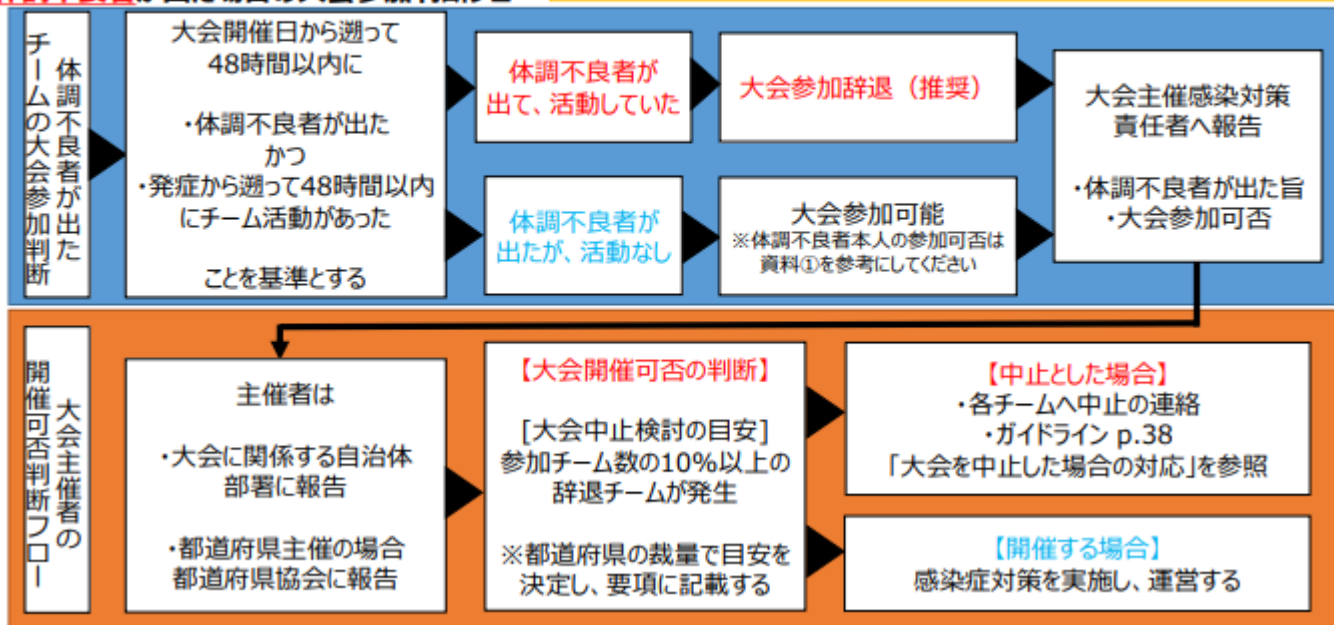 体調不良者が出た
チームの大会参加判断
大会開催日から遡って
48時間以内に
・体調不良者が出た
かつ
・発症から遡って48時間以内
にチーム活動があった
ことを基準とする
体調不良者が
出て、活動していた
大会参加辞退（推奨）
体調不良者が
出たが、活動なし
大会参加可能
※体調不良者本人の参加可否は
資料①を参考にしてください
大会主催感染対策
責任者へ報告
・体調不良者が出た旨
・大会参加可否
大会主催者の
開催可否判断フロー
主催者は
・大会に関係する自治体
部署に報告
・都道府県主催の場合
都道府県協会に報告
【大会開催可否の判断】
[大会中止検討の目安]
参加チーム数の10%以上の
辞退チームが発生
※都道府県の裁量で目安を
決定し、要項に記載する
【中止とした場合】
・各チームへ中止の連絡
・ガイドライン p.38
「大会を中止した場合の対応」を参照
【開催する場合】
感染症対策を実施し、運営する